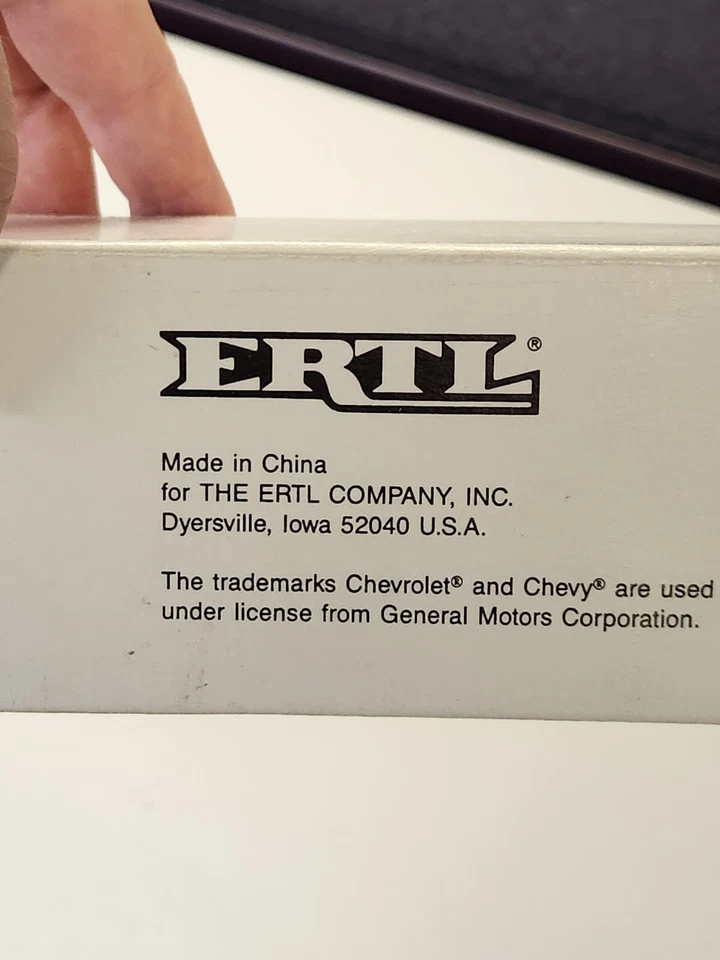 ERTL®
Made in China
for THE ERTL COMPANY, INC.
Dyersville, Iowa 52040 U.S.A.
The trademarks Chevrolet® and Chevy® are used
under license from General Motors Corporation.